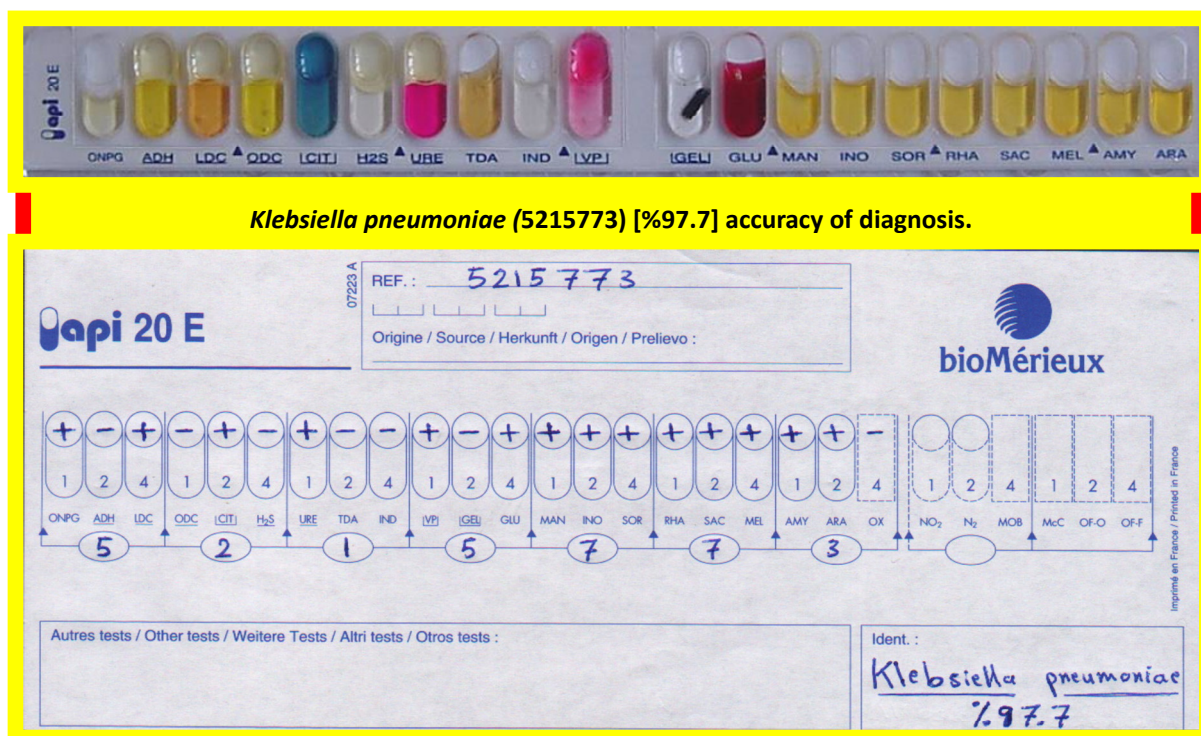 api 20 E
ONPG ADH LDC ODC |CIT| H2S URE TDA IND |VP| |GEL| GLU MAN INO SOR RHA SAC MEL AMY ARA
Klebsiella pneumoniae (5215773) [%97.7] accuracy of diagnosis.
07223 A
REF. : 5215773
Origine / Source / Herkunft / Origen / Prelievo :
api 20 E
bioMérieux
+ - + - + - + - - + - + + + + + + + + + -
1 2 4 1 2 4 1 2 4 1 2 4 1 2 4 1 2 4 1 2 4 1 2 4 1 2 4
ONPG ADH LDC ODC |CIT| H₂S URE TDA IND |VP| |GEL| GLU MAN INO SOR RHA SAC MEL AMY ARA OX NO₂ N₂ MOB McC OF-O OF-F
5 2 1 5 7 7 3
Imprimé en France / Printed in France
Autres tests / Other tests / Weitere Tests / Altri tests / Otros tests :
Ident. :
Klebsiella pneumoniae
%97.7